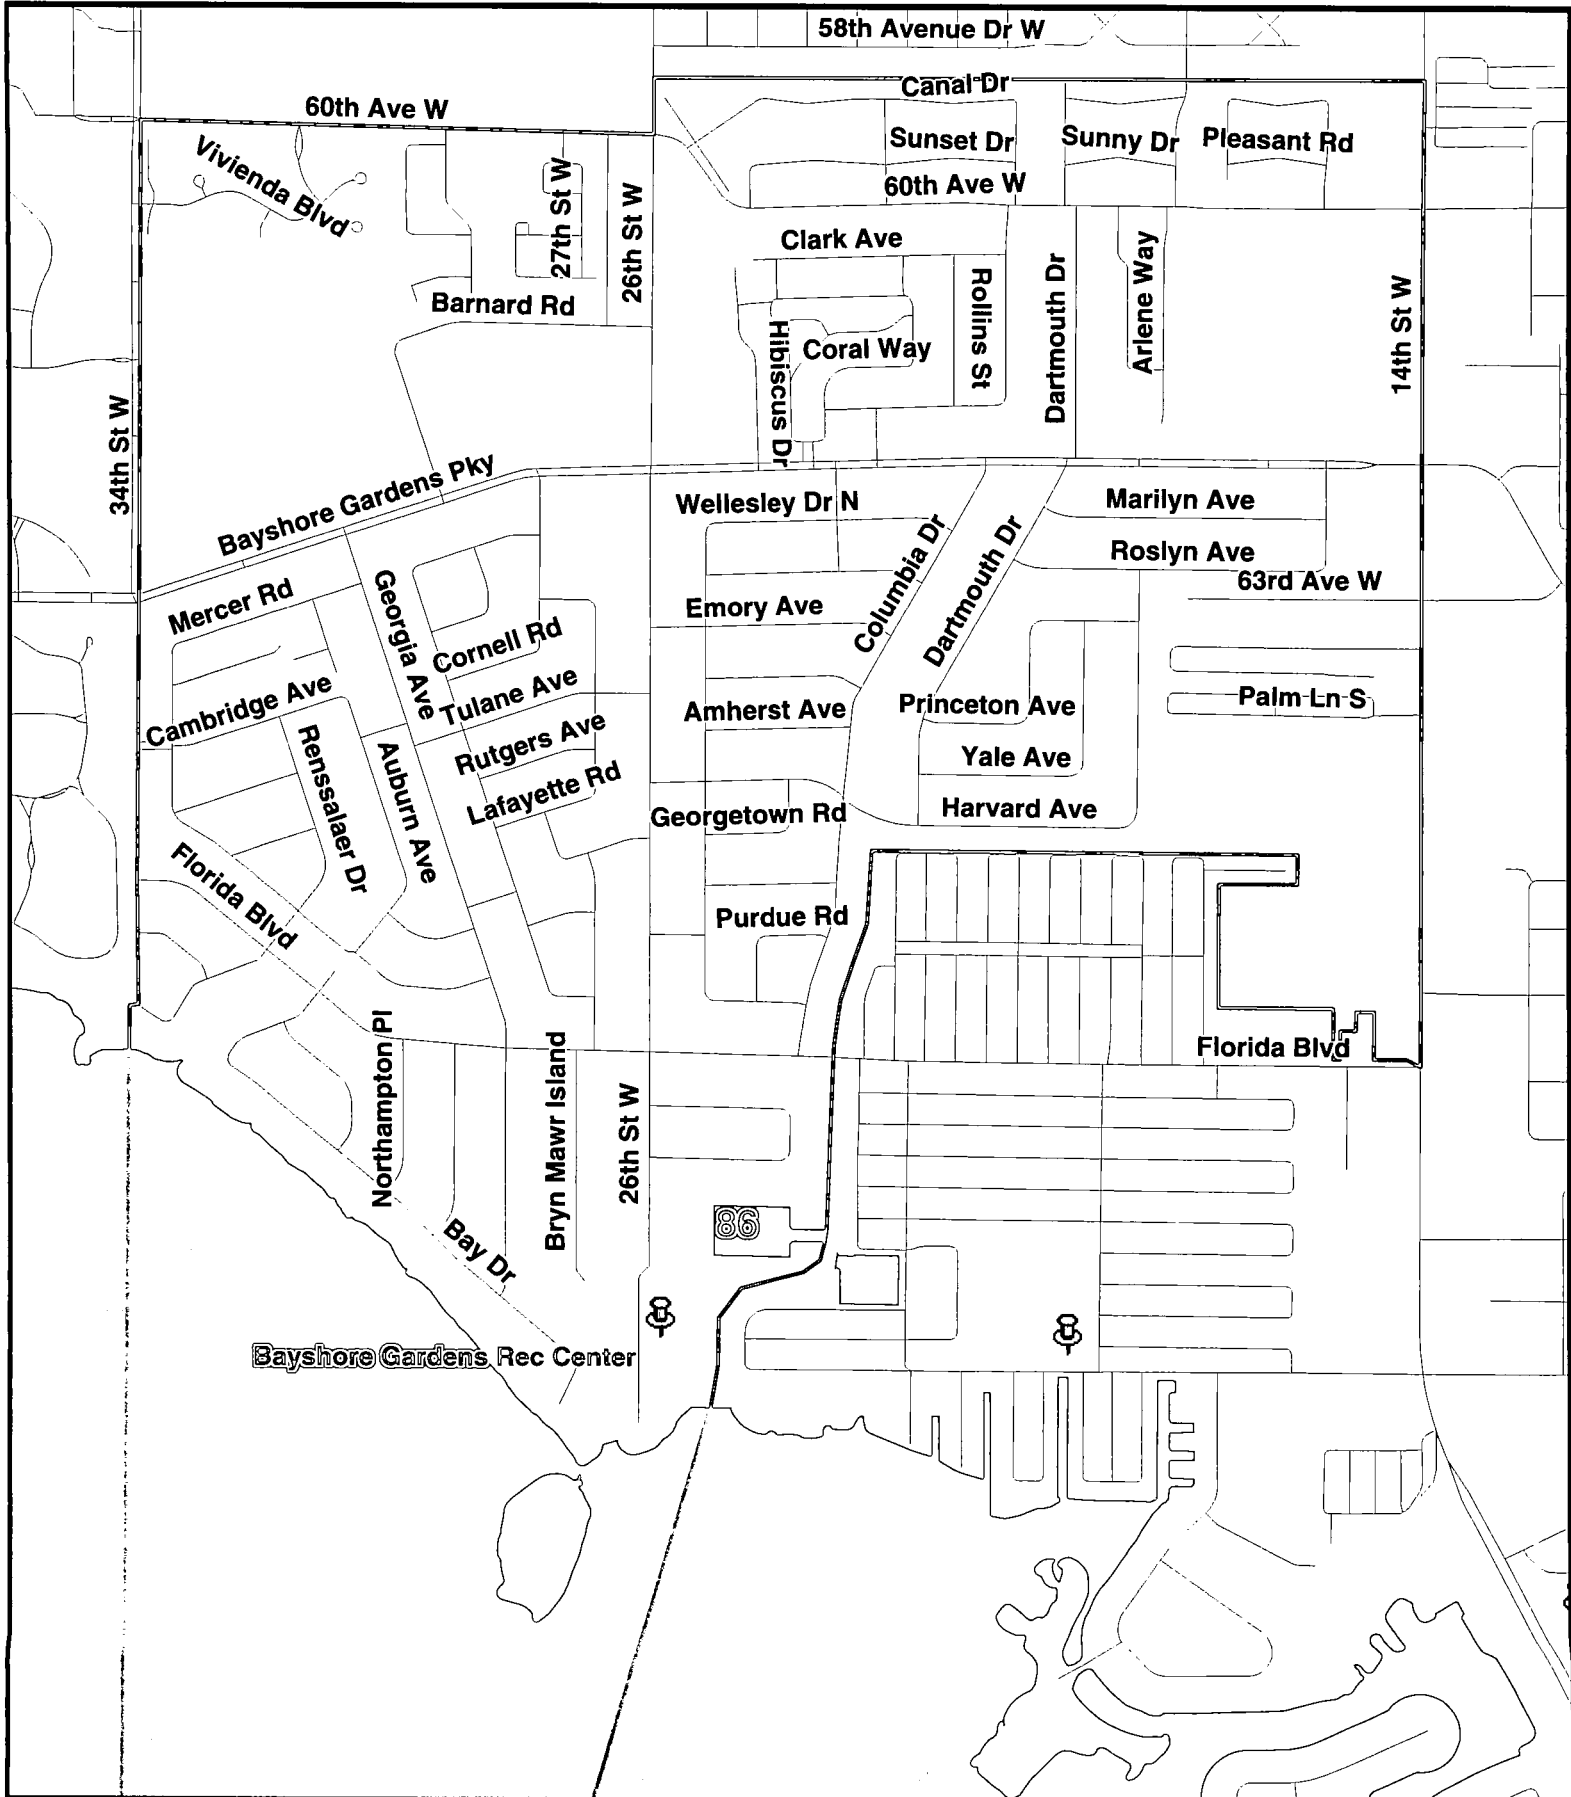 58th Avenue Dr W
Canal Dr
60th Ave W
Sunset Dr
Sunny Dr
Pleasant Rd
Vivienda Blvd
60th Ave W
27th St W
26th St W
Clark Ave
Rollins St
Dartmouth Dr
Arlene Way
14th St W
Barnard Rd
Hibiscus Dr
Coral Way
34th St W
Bayshore Gardens Pky
Wellesley Dr N
Marilyn Ave
Columbia Dr
Dartmouth Dr
Roslyn Ave
63rd Ave W
Mercer Rd
Georgia Ave
Emory Ave
Cornell Rd
Cambridge Ave
Tulane Ave
Amherst Ave
Princeton Ave
Palm Ln S
Rensselaer Dr
Auburn Ave
Rutgers Ave
Yale Ave
Lafayette Rd
Georgetown Rd
Harvard Ave
Florida Blvd
Purdue Rd
Northampton Pl
Bryn Mawr Island
26th St W
Florida Blvd
86
Bay Dr
Bayshore Gardens Rec Center